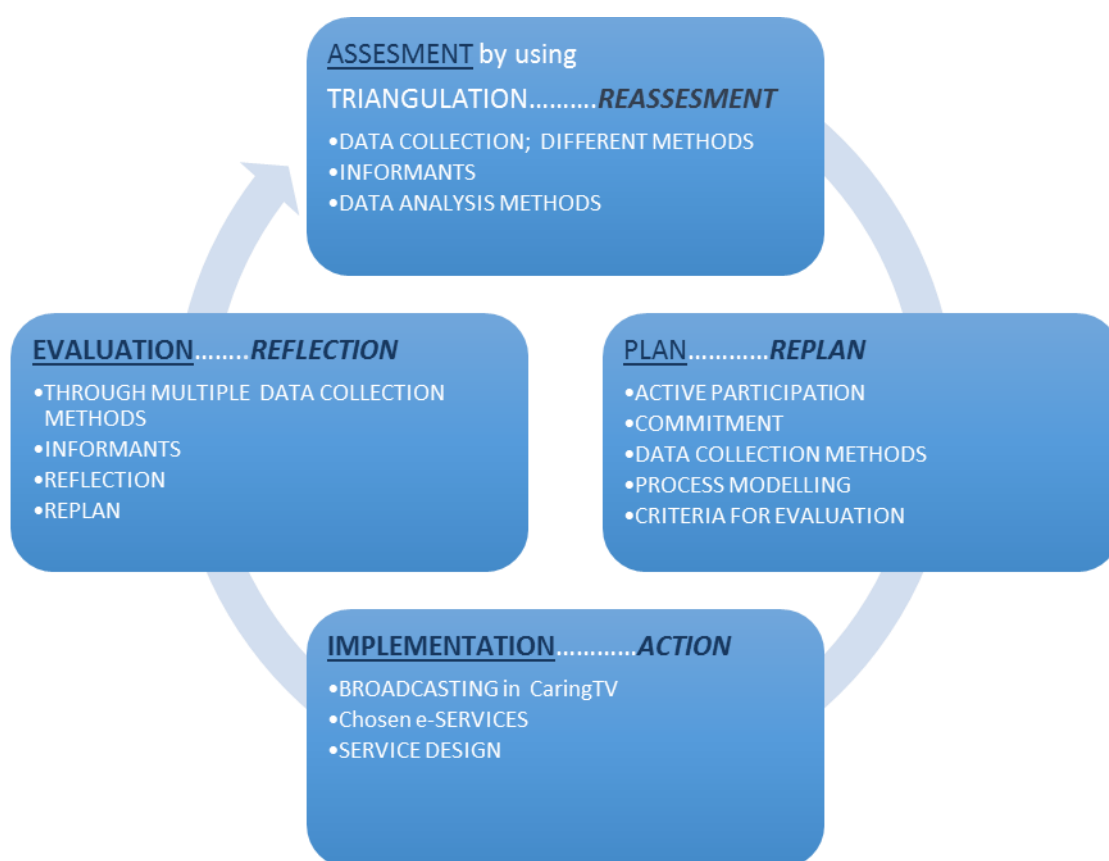 ASSESMENT by using
TRIANGULATION……….REASSESMENT
•DATA COLLECTION; DIFFERENT METHODS
•INFORMANTS
•DATA ANALYSIS METHODS
PLAN…………REPLAN
•ACTIVE PARTICIPATION
•COMMITMENT
•DATA COLLECTION METHODS
•PROCESS MODELLING
•CRITERIA FOR EVALUATION
IMPLEMENTATION…………ACTION
•BROADCASTING in CaringTV
•Chosen e-SERVICES
•SERVICE DESIGN
EVALUATION……..REFLECTION
•THROUGH MULTIPLE DATA COLLECTION
METHODS
•INFORMANTS
•REFLECTION
•REPLAN